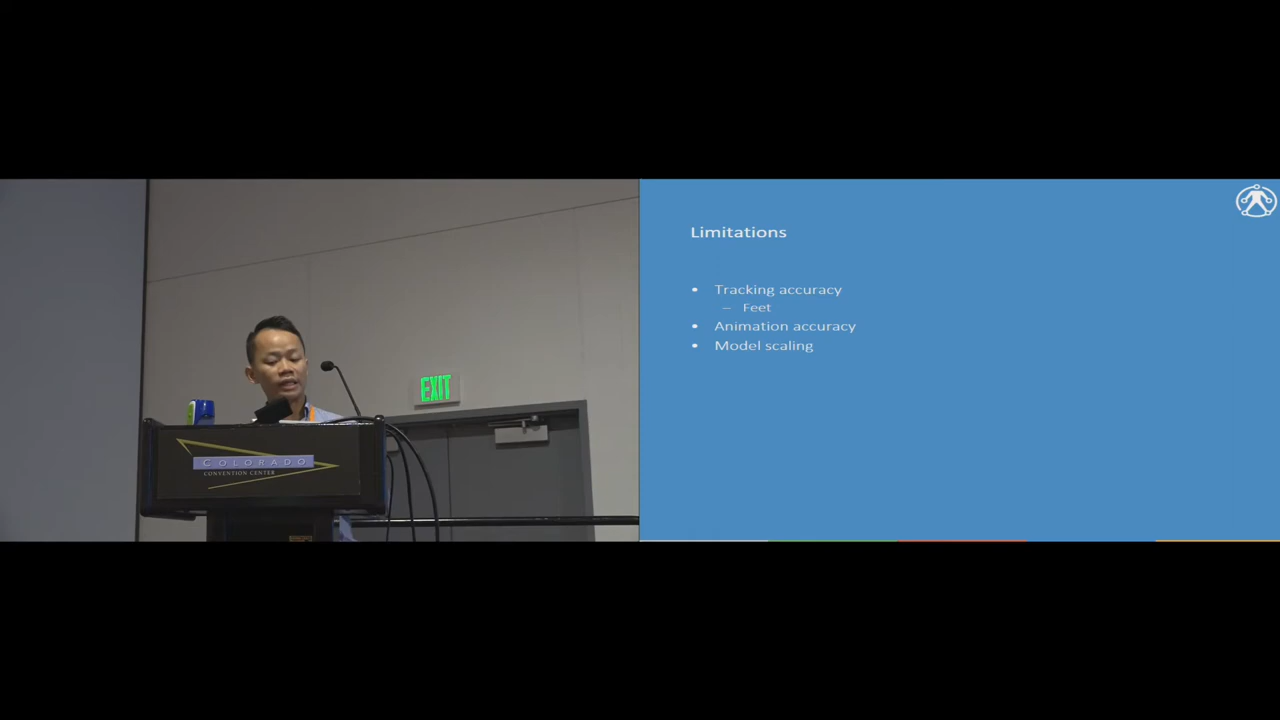 EXIT
COLORADO
CONVENTION CENTER
Limitations
• Tracking accuracy
– Feet
• Animation accuracy
• Model scaling